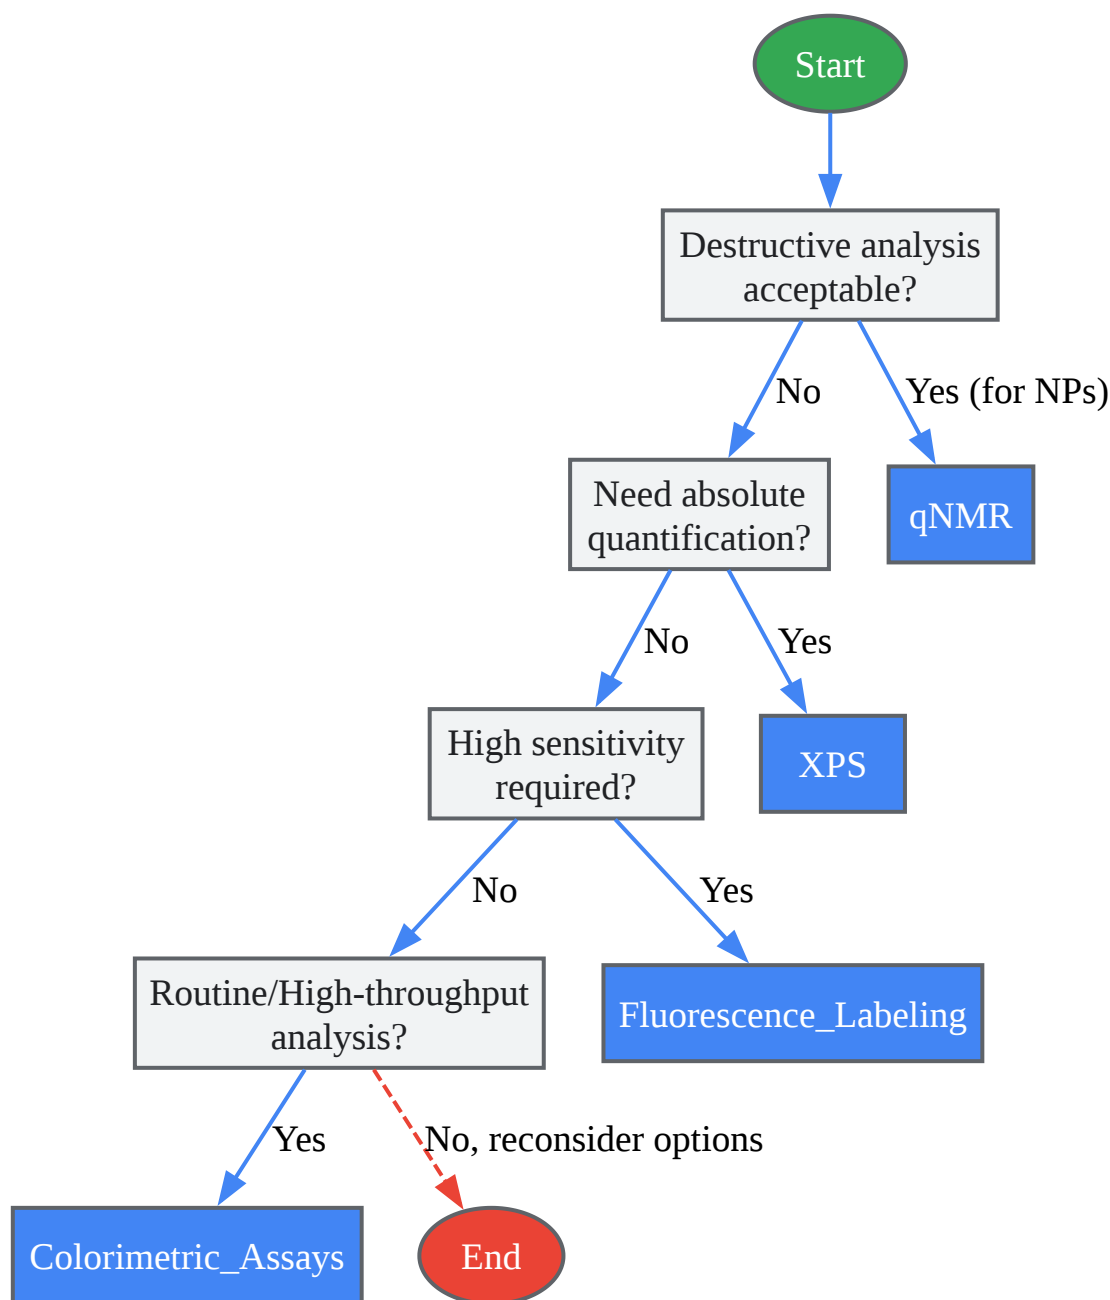 Start
Destructive analysis
acceptable?
No
Yes (for NPs)
Need absolute
quantification?
qNMR
No
Yes
High sensitivity
required?
XPS
No
Yes
Routine/High-throughput
analysis?
Fluorescence_Labeling
Yes
No, reconsider options
Colorimetric_Assays
End